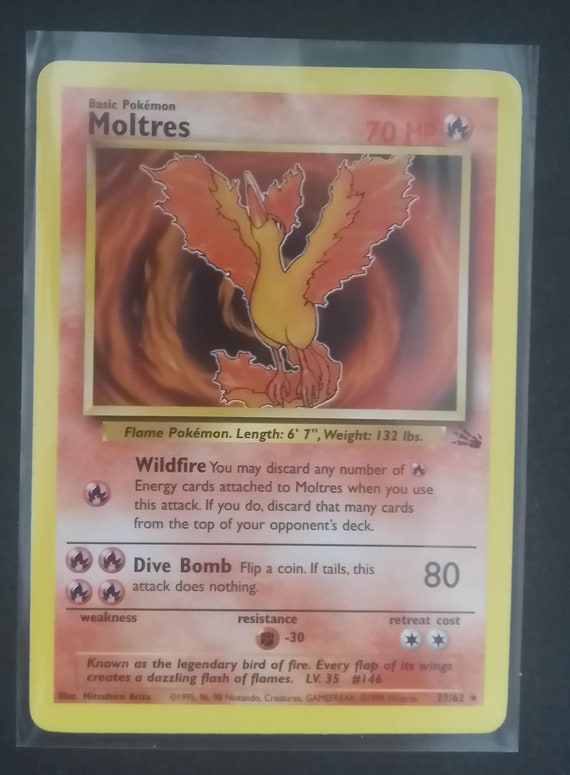 Basic Pokémon
Moltres
70 HP
Flame Pokémon. Length: 6' 7", Weight: 132 lbs.
Wildfire You may discard any number of
Energy cards attached to Moltres when you use
this attack. If you do, discard that many cards
from the top of your opponent's deck.
Dive Bomb Flip a coin. If tails, this
attack does nothing.
80
weakness
resistance
retreat cost
-30
Known as the legendary bird of fire. Every flap of its wings
creates a dazzling flash of flames. LV. 35 #146
Illus. Mitsuhiro Arita ©1995, 96, 98 Nintendo, Creatures, GAMEFREAK. ©1999 Wizards. 27/62 ★